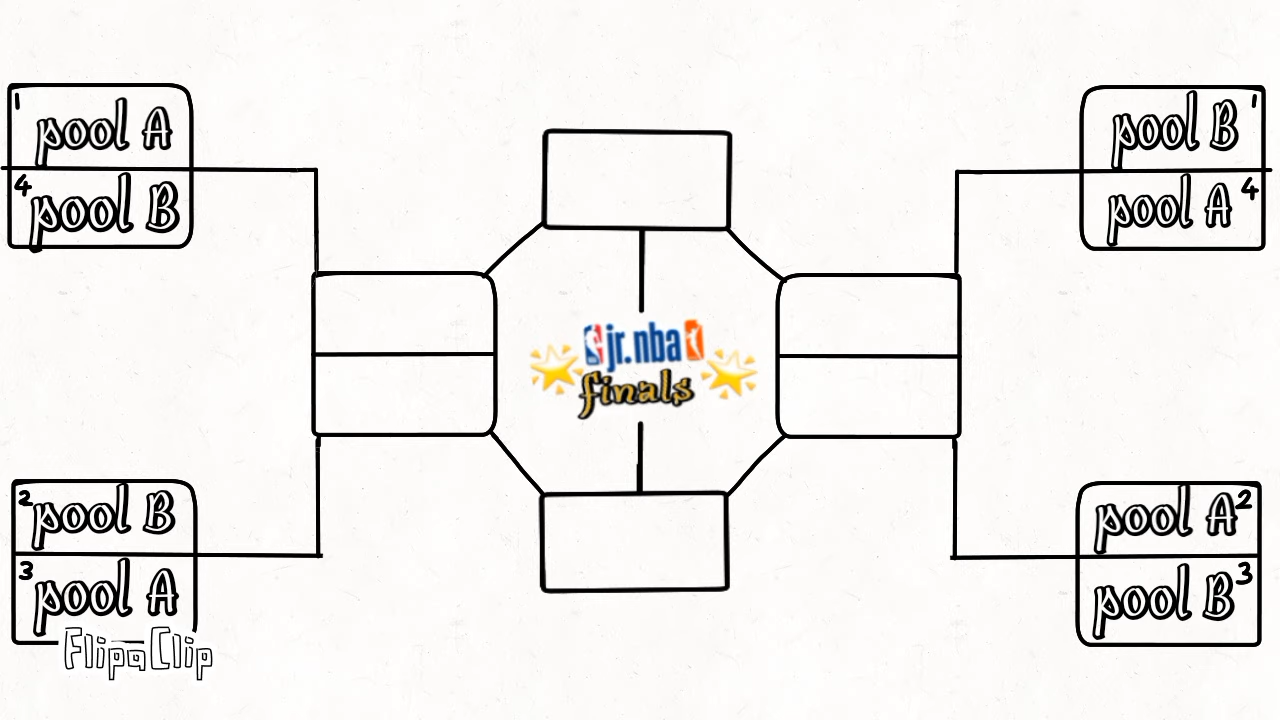 1 pool A
4 pool B
pool B 1
pool A 4
jr.nba
finals
2 pool B
3 pool A
pool A 2
pool B 3
FlipaClip